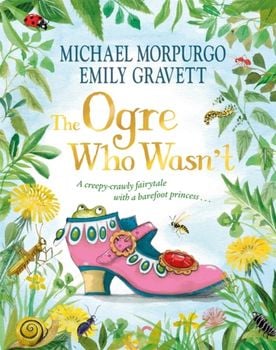 MICHAEL MORPURGO
EMILY GRAVETT
The Ogre
Who Wasn't
A creepy-crawly fairytale
with a barefoot princess . . .